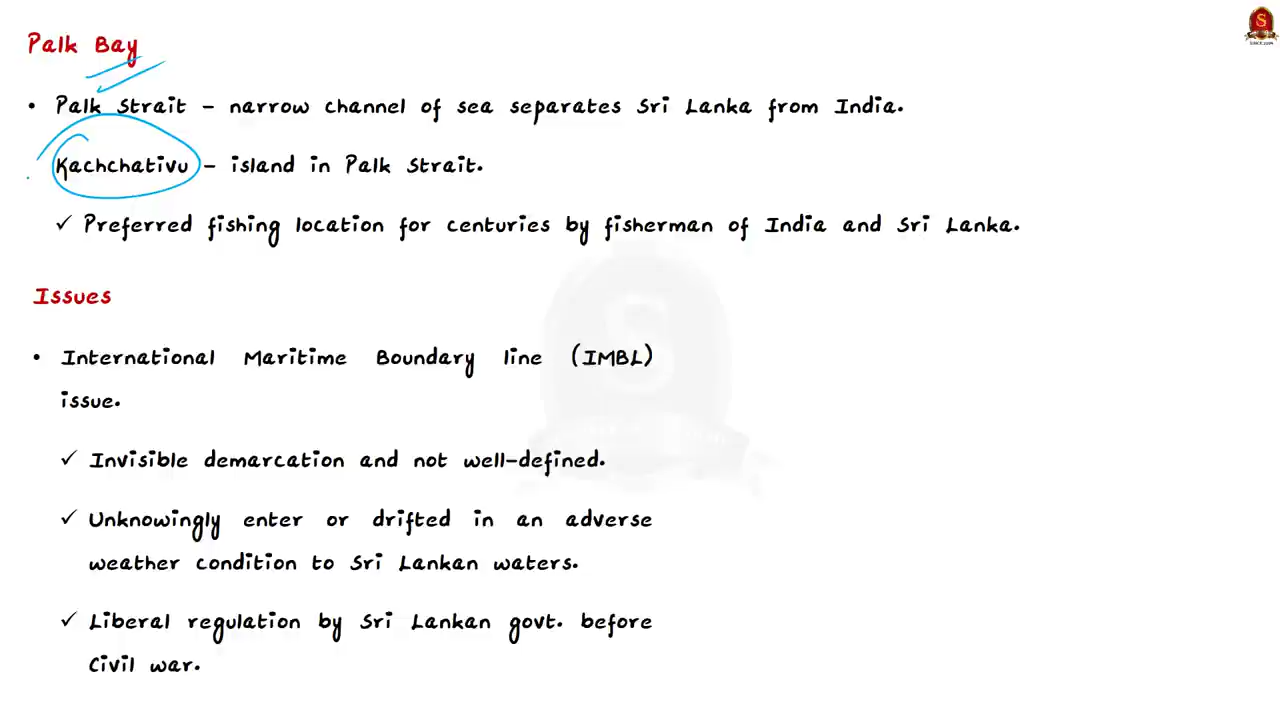 Palk Bay
• Palk Strait – narrow channel of sea separates Sri Lanka from India.
Kachchativu – island in Palk Strait.
✓ Preferred fishing location for centuries by fisherman of India and Sri Lanka.
Issues
• International Maritime Boundary line (IMBL)
issue.
✓ Invisible demarcation and not well-defined.
✓ Unknowingly enter or drifted in an adverse
weather condition to Sri Lankan waters.
✓ Liberal regulation by Sri Lankan govt. before
Civil war.